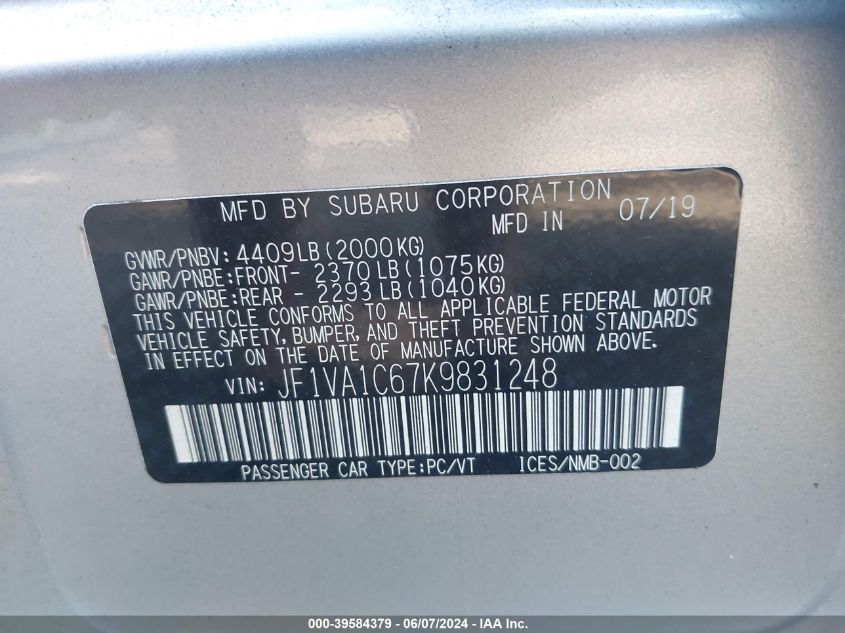 MFD BY SUBARU CORPORATION
MFD IN 07/19
GVWR/PNBV: 4409LB(2000KG)
GAWR/PNBE:FRONT- 2370LB(1075KG)
GAWR/PNBE:REAR - 2293LB(1040KG)
THIS VEHICLE CONFORMS TO ALL APPLICABLE FEDERAL MOTOR
VEHICLE SAFETY, BUMPER, AND THEFT PREVENTION STANDARDS
IN EFFECT ON THE DATE OF MANUFACTURE SHOWN ABOVE.
VIN: JF1VA1C67K9831248
PASSENGER CAR TYPE:PC/VT ICES/NMB-002
000-39584379 - 06/07/2024 - IAA Inc.